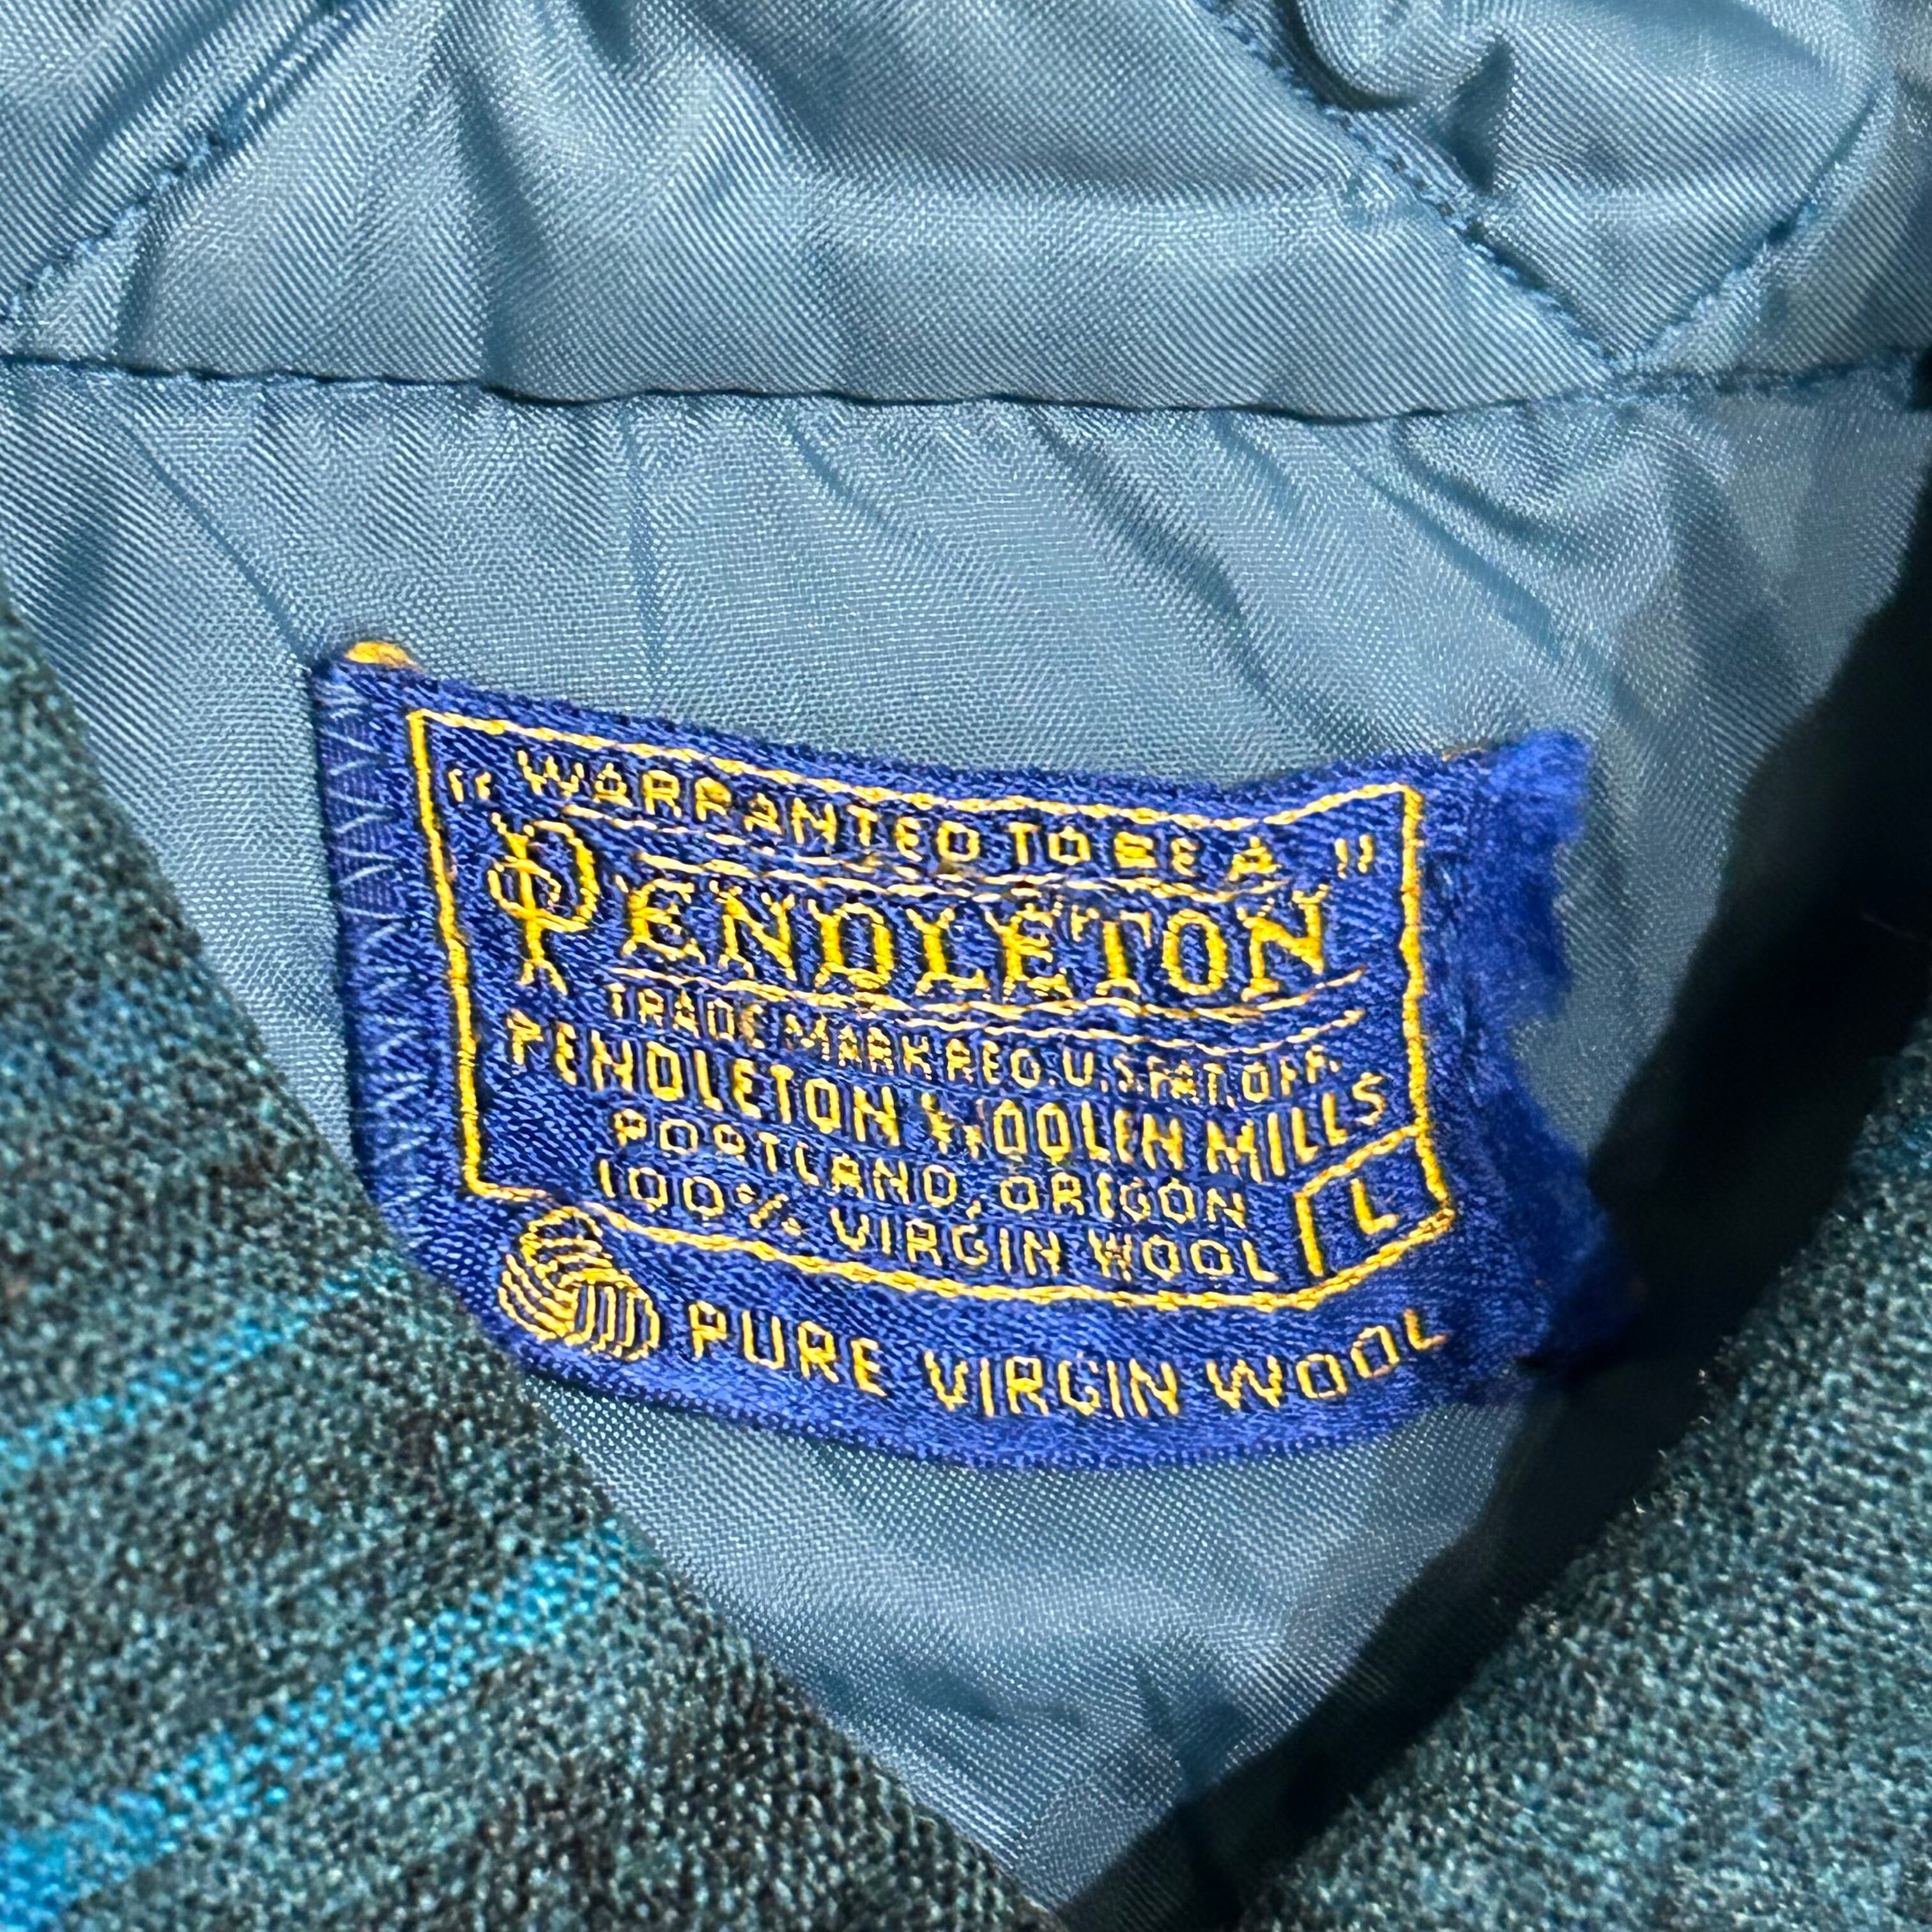 "WARRANTED TO BE A"
PENDLETON
TRADE MARK REG. U.S. PAT. OFF.
PENDLETON WOOLEN MILLS
PORTLAND, OREGON
100% VIRGIN WOOL L
PURE VIRGIN WOOL